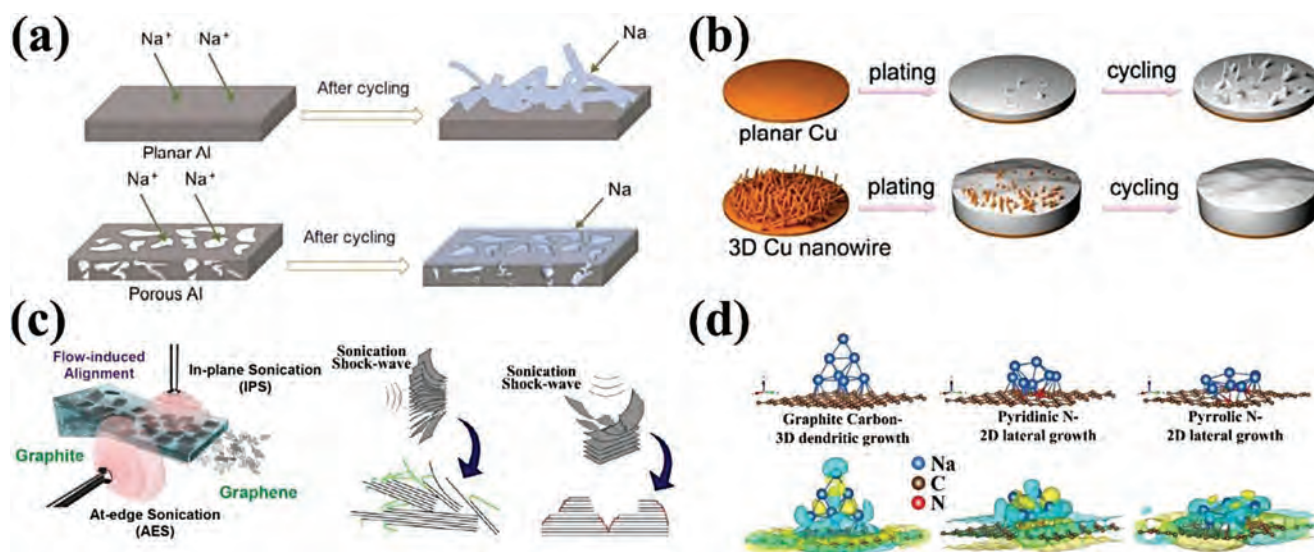 (a)
Na+ Na+
After cycling
Na
Planar Al
Na+ Na+
After cycling
Na
Porous Al
(b)
plating
cycling
planar Cu
plating
cycling
3D Cu nanowire
(c)
Flow-induced
Alignment
In-plane Sonication
(IPS)
Graphite
Graphene
At-edge Sonication
(AES)
Sonication
Shock-wave
Sonication
Shock-wave
(d)
Graphite Carbon-
3D dendritic growth
Pyridinic N-
2D lateral growth
Pyrrolic N-
2D lateral growth
Na
C
N